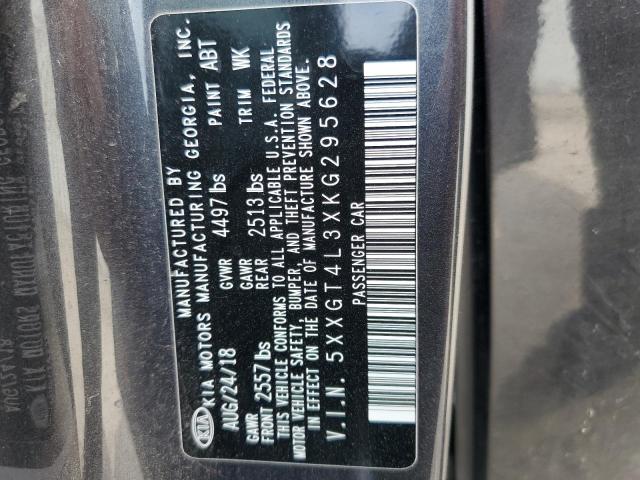 KIA
MANUFACTURED BY
KIA MOTORS MANUFACTURING GEORGIA, INC.
AUG/24/18 GVWR 4497 lbs PAINT ABT
GAWR FRONT 2557 lbs GAWR REAR 2513 lbs TRIM WK
THIS VEHICLE CONFORMS TO ALL APPLICABLE U.S.A. FEDERAL
MOTOR VEHICLE SAFETY, BUMPER, AND THEFT PREVENTION STANDARDS
IN EFFECT ON THE DATE OF MANUFACTURE SHOWN ABOVE.
V.I.N. 5XXGT4L3XKG295628
PASSENGER CAR